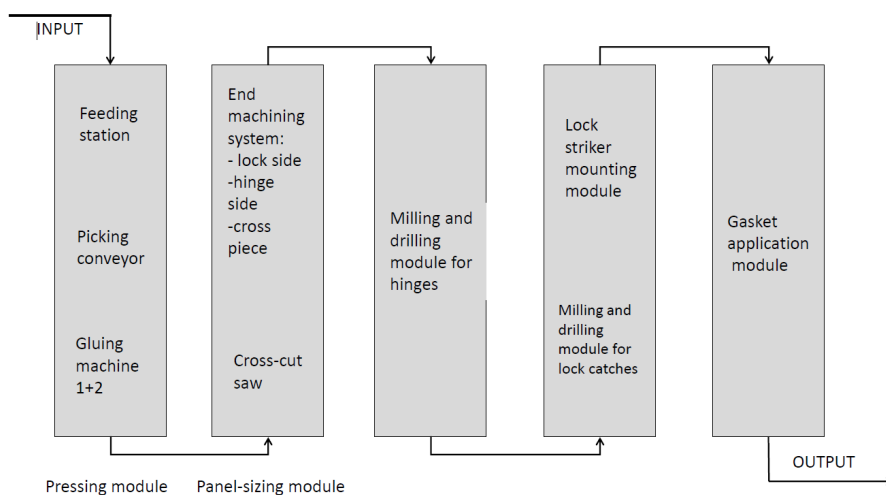 INPUT
Feeding
station
Picking
conveyor
Gluing
machine
1+2
End
machining
system:
- lock side
-hinge
side
-cross
piece
Cross-cut
saw
Milling and
drilling
module for
hinges
Lock
striker
mounting
module
Milling and
drilling
module for
lock catches
Gasket
application
module
OUTPUT
Pressing module
Panel-sizing module